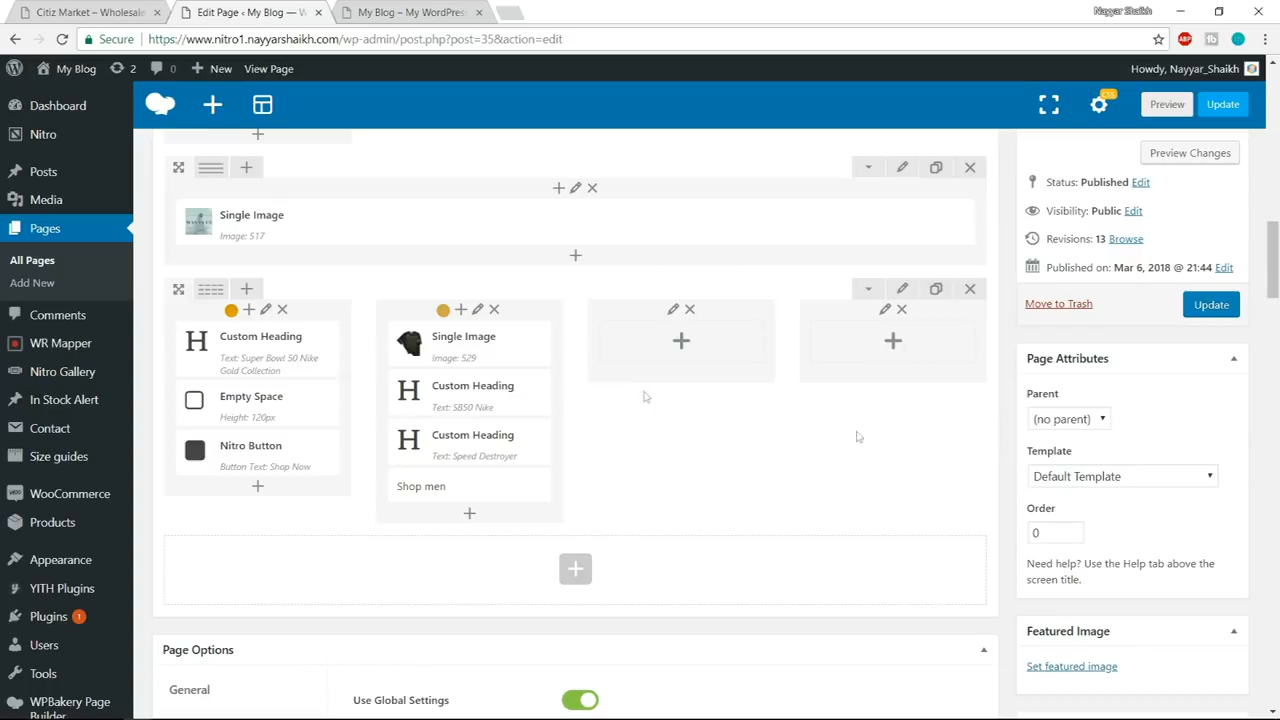 Citiz Market – Wholesale
Edit Page ‹ My Blog — W
My Blog – My WordPress
Nayyar Shaikh
Secure
https://www.nitro1.nayyarshaikh.com/wp-admin/post.php?post=35&action=edit
My Blog
2
0
New
View Page
Howdy, Nayyar_Shaikh
Dashboard
Nitro
Posts
Media
Pages
All Pages
Add New
Comments
WR Mapper
Nitro Gallery
In Stock Alert
Contact
Size guides
WooCommerce
Products
Appearance
YITH Plugins
Plugins 1
Users
Tools
WPBakery Page
Builder
CSS
Preview
Update
Single Image
Image: 517
Custom Heading
Text: Super Bowl 50 Nike
Gold Collection
Empty Space
Height: 120px
Nitro Button
Button Text: Shop Now
Single Image
Image: 529
Custom Heading
Text: SB50 Nike
Custom Heading
Text: Speed Destroyer
Shop men
Page Options
General
Use Global Settings
Preview Changes
Status: Published Edit
Visibility: Public Edit
Revisions: 13 Browse
Published on: Mar 6, 2018 @ 21:44 Edit
Move to Trash
Update
Page Attributes
Parent
(no parent)
Template
Default Template
Order
0
Need help? Use the Help tab above the
screen title.
Featured Image
Set featured image